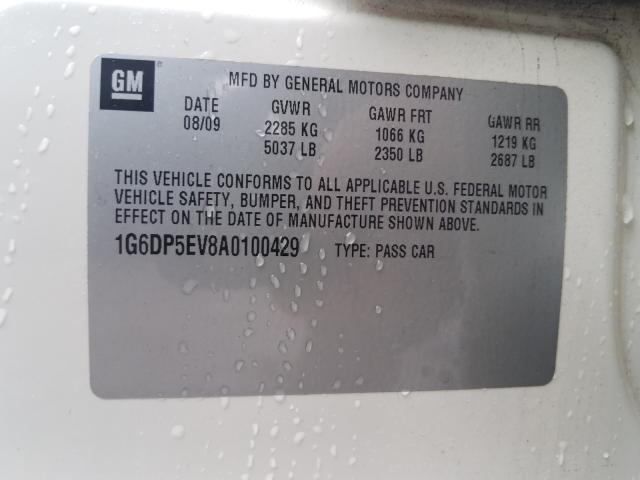 GM
MFD BY GENERAL MOTORS COMPANY
DATE GVWR GAWR FRT GAWR RR
08/09 2285 KG 1066 KG 1219 KG
5037 LB 2350 LB 2687 LB
THIS VEHICLE CONFORMS TO ALL APPLICABLE U.S. FEDERAL MOTOR
VEHICLE SAFETY, BUMPER, AND THEFT PREVENTION STANDARDS IN
EFFECT ON THE DATE OF MANUFACTURE SHOWN ABOVE.
1G6DP5EV8A0100429 TYPE: PASS CAR